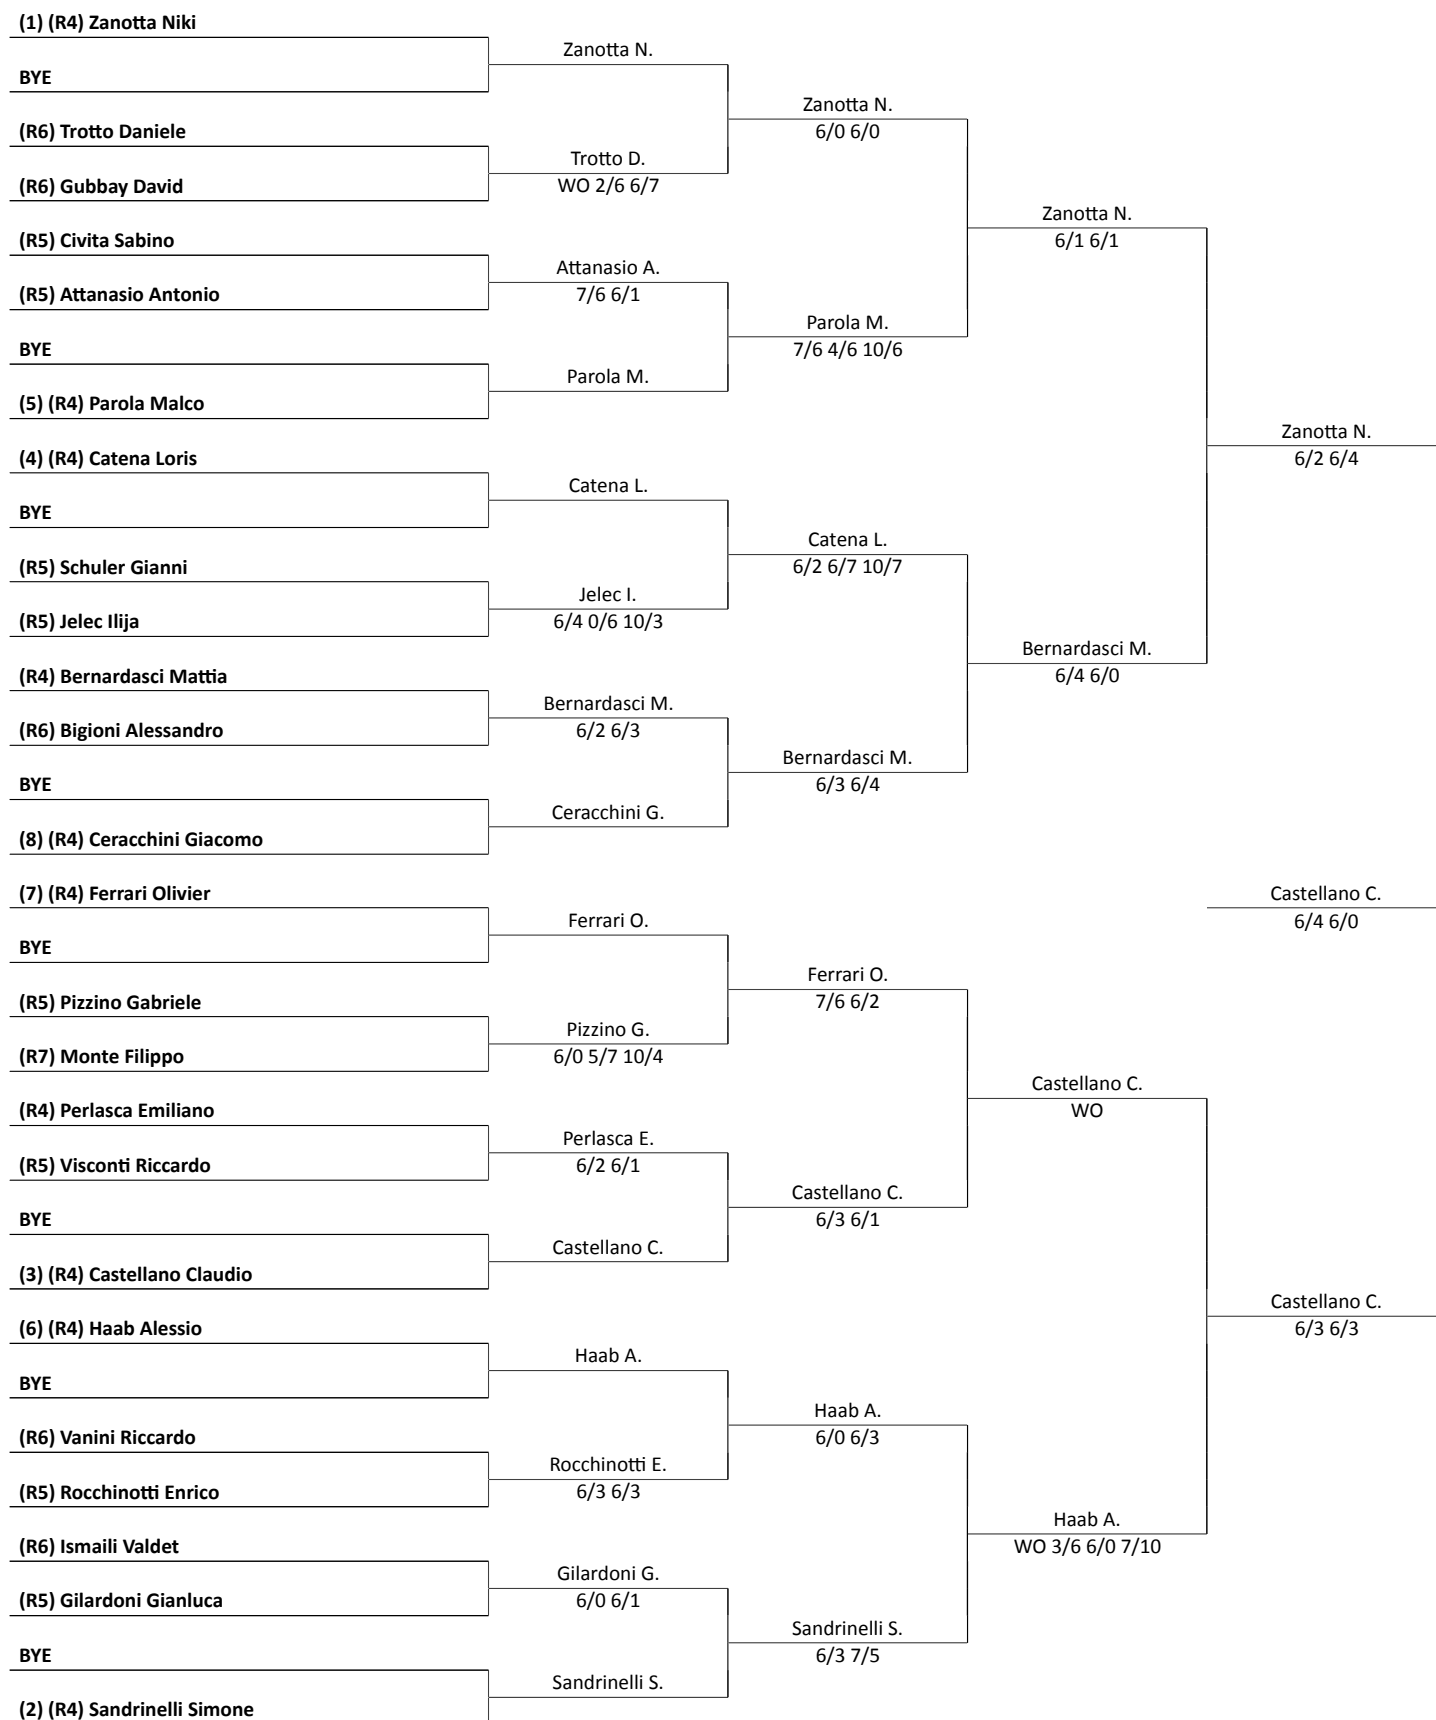 (1) (R4) Zanotta Niki
Zanotta N.
BYE
Zanotta N.
6/0 6/0
(R6) Trotto Daniele
Trotto D.
WO 2/6 6/7
(R6) Gubbay David
Zanotta N.
6/1 6/1
(R5) Civita Sabino
Attanasio A.
7/6 6/1
(R5) Attanasio Antonio
Parola M.
7/6 4/6 10/6
BYE
Parola M.
(5) (R4) Parola Malco
Zanotta N.
6/2 6/4
(4) (R4) Catena Loris
Catena L.
BYE
Catena L.
6/2 6/7 10/7
(R5) Schuler Gianni
Jelec I.
6/4 0/6 10/3
(R5) Jelec Ilija
Bernardasci M.
6/4 6/0
(R4) Bernardasci Mattia
Bernardasci M.
6/2 6/3
(R6) Bigioni Alessandro
Bernardasci M.
6/3 6/4
BYE
Ceracchini G.
(8) (R4) Ceracchini Giacomo
(7) (R4) Ferrari Olivier
Castellano C.
6/4 6/0
Ferrari O.
BYE
Ferrari O.
7/6 6/2
(R5) Pizzino Gabriele
Pizzino G.
6/0 5/7 10/4
(R7) Monte Filippo
Castellano C.
WO
(R4) Perlasca Emiliano
Perlasca E.
6/2 6/1
(R5) Visconti Riccardo
Castellano C.
6/3 6/1
BYE
Castellano C.
(3) (R4) Castellano Claudio
Castellano C.
6/3 6/3
(6) (R4) Haab Alessio
Haab A.
BYE
Haab A.
6/0 6/3
(R6) Vanini Riccardo
Rocchinotti E.
6/3 6/3
(R5) Rocchinotti Enrico
Haab A.
WO 3/6 6/0 7/10
(R6) Ismaili Valdet
Gilardoni G.
6/0 6/1
(R5) Gilardoni Gianluca
Sandrinelli S.
6/3 7/5
BYE
Sandrinelli S.
(2) (R4) Sandrinelli Simone